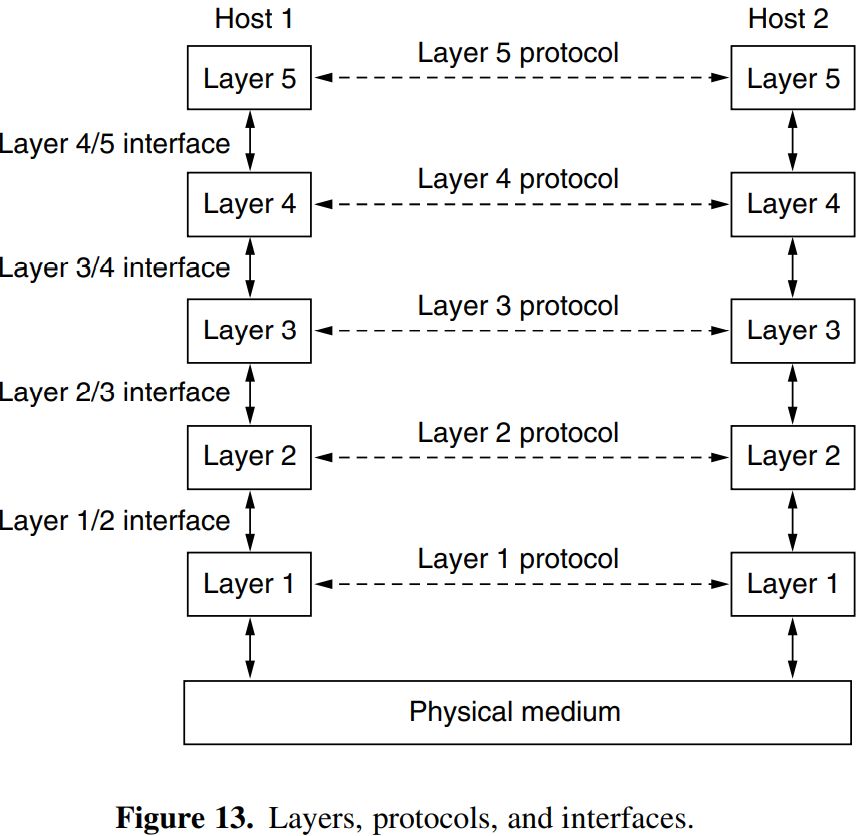 Host 1
Host 2
Layer 5 protocol
Layer 5
Layer 5
Layer 4/5 interface
Layer 4 protocol
Layer 4
Layer 4
Layer 3/4 interface
Layer 3 protocol
Layer 3
Layer 3
Layer 2/3 interface
Layer 2 protocol
Layer 2
Layer 2
Layer 1/2 interface
Layer 1 protocol
Layer 1
Layer 1
Physical medium
Figure 13. Layers, protocols, and interfaces.